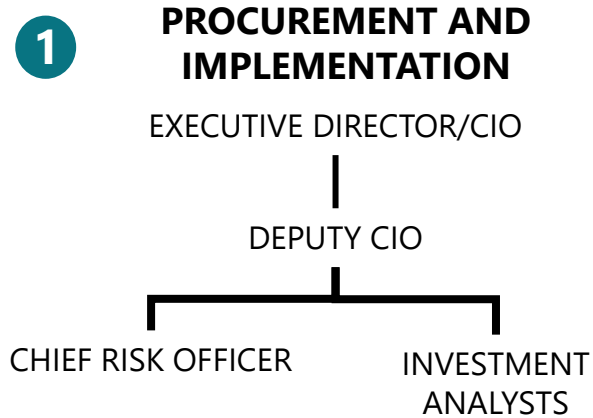 1
PROCUREMENT AND
IMPLEMENTATION
EXECUTIVE DIRECTOR/CIO
DEPUTY CIO
CHIEF RISK OFFICER
INVESTMENT
ANALYSTS